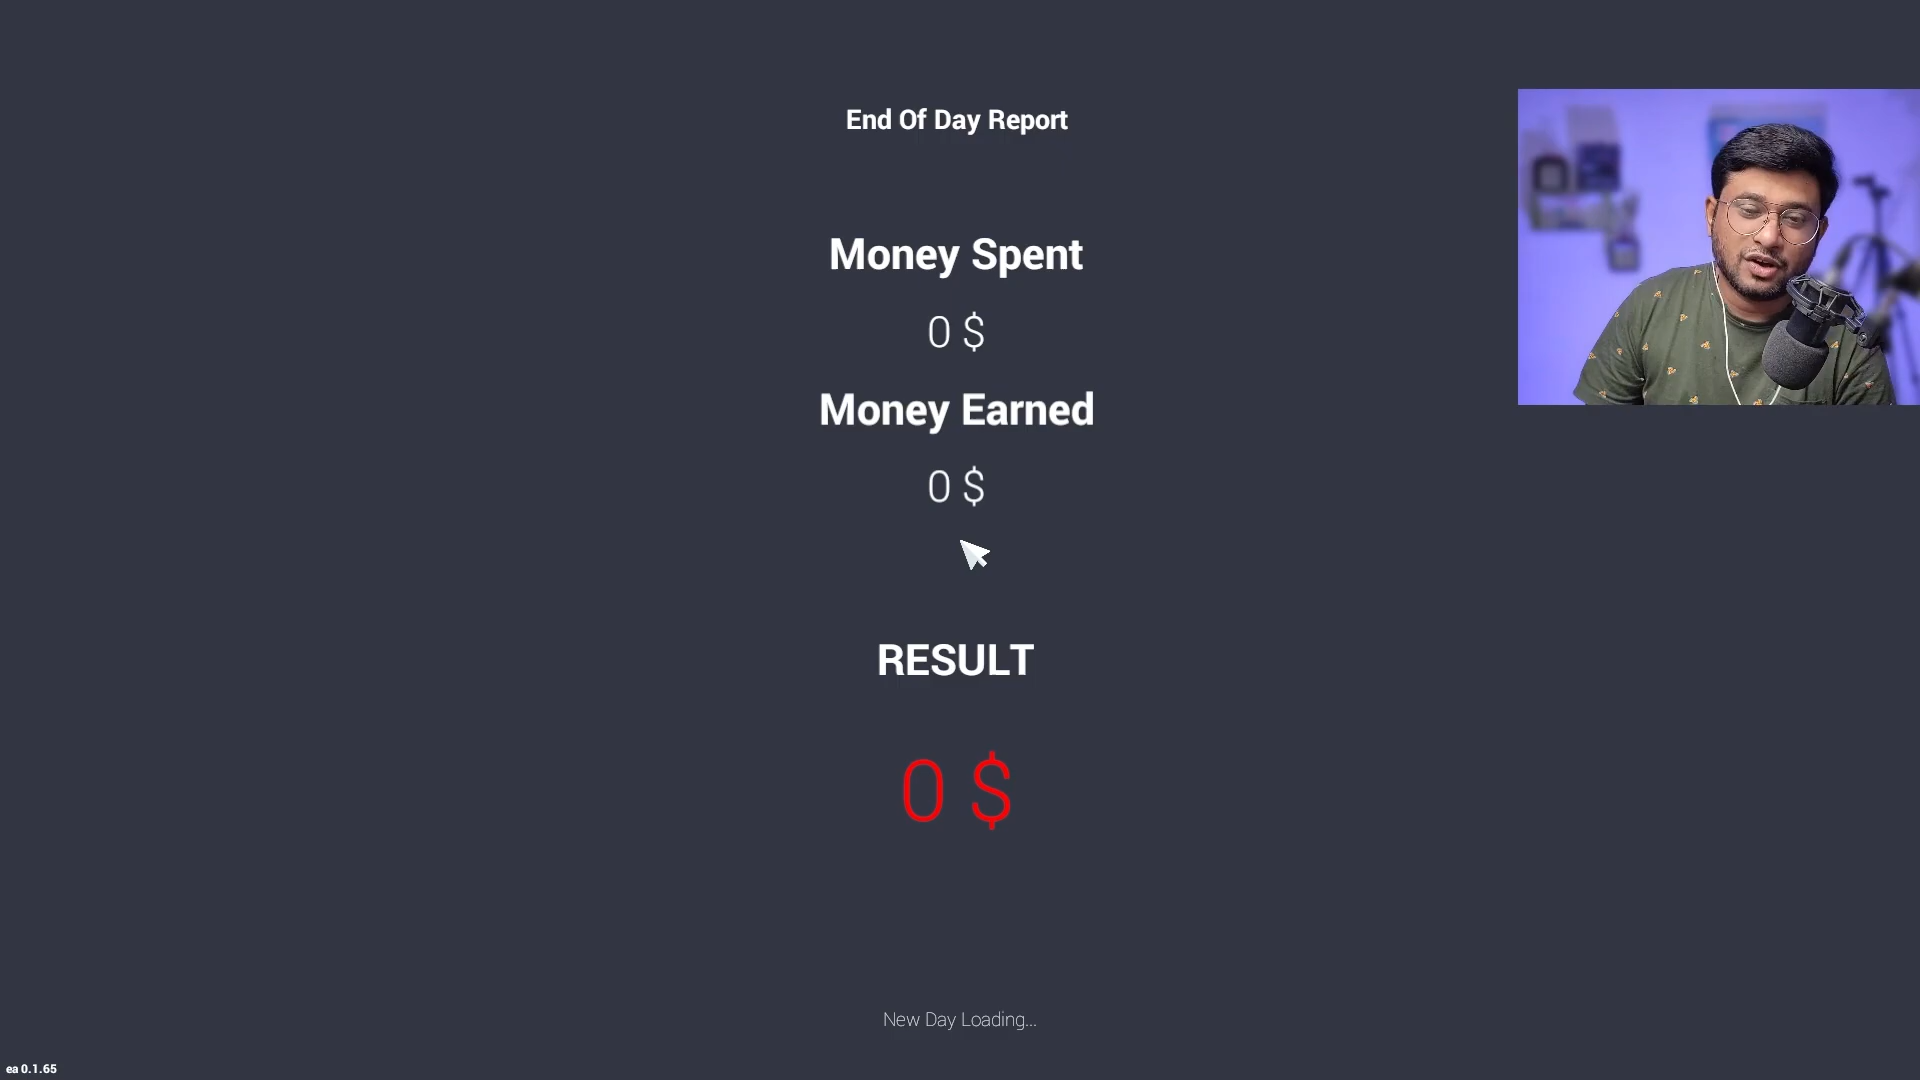 End Of Day Report
Money Spent
0 $
Money Earned
0 $
RESULT
0 $
New Day Loading...
ea 0.1.65